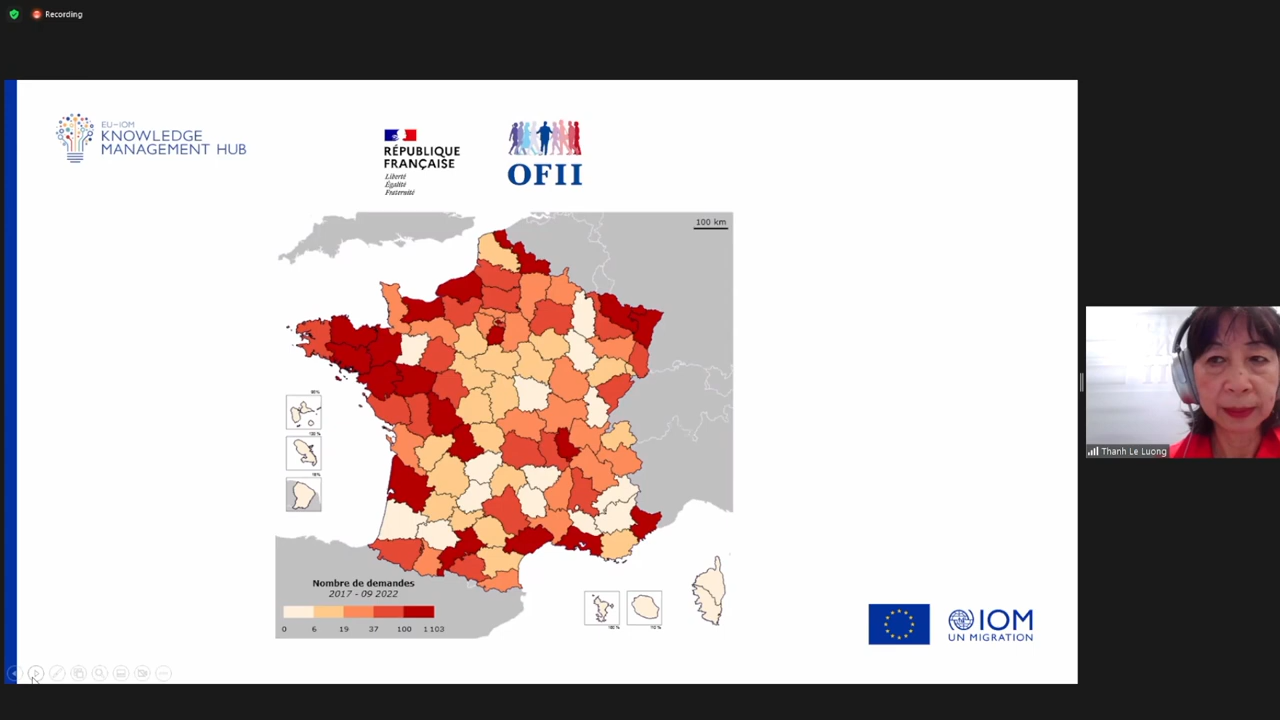 Recording
EU-IOM
KNOWLEDGE
MANAGEMENT HUB
RÉPUBLIQUE
FRANÇAISE
Liberté
Égalité
Fraternité
OFII
100 km
Nombre de demandes
2017 - 09 2022
0 6 19 37 100 1 103
Thanh Le Luong
IOM
UN MIGRATION